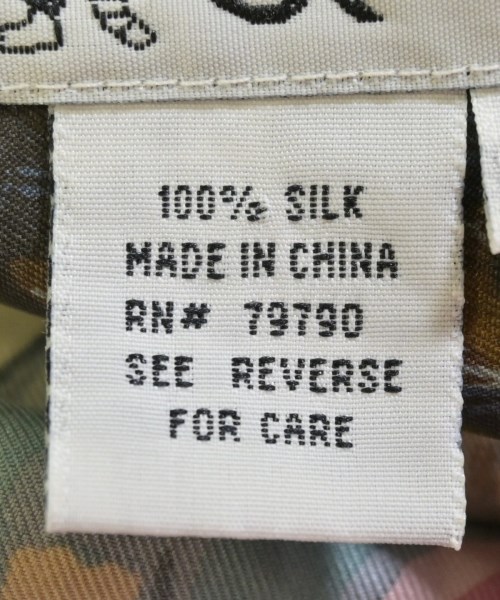 100% SILK
MADE IN CHINA
RN# 79790
SEE REVERSE
FOR CARE